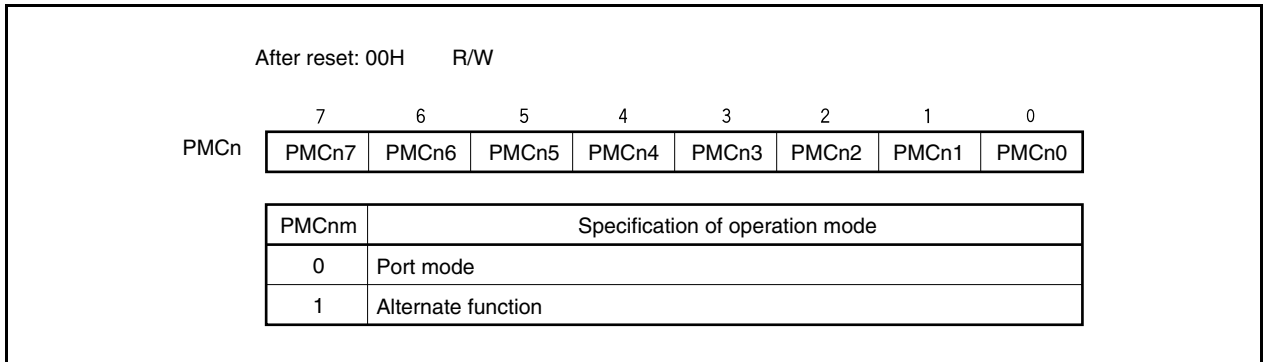 After reset: 00H R/W
7 6 5 4 3 2 1 0
PMCn PMCn7 PMCn6 PMCn5 PMCn4 PMCn3 PMCn2 PMCn1 PMCn0
PMCnm Specification of operation mode
0 Port mode
1 Alternate function